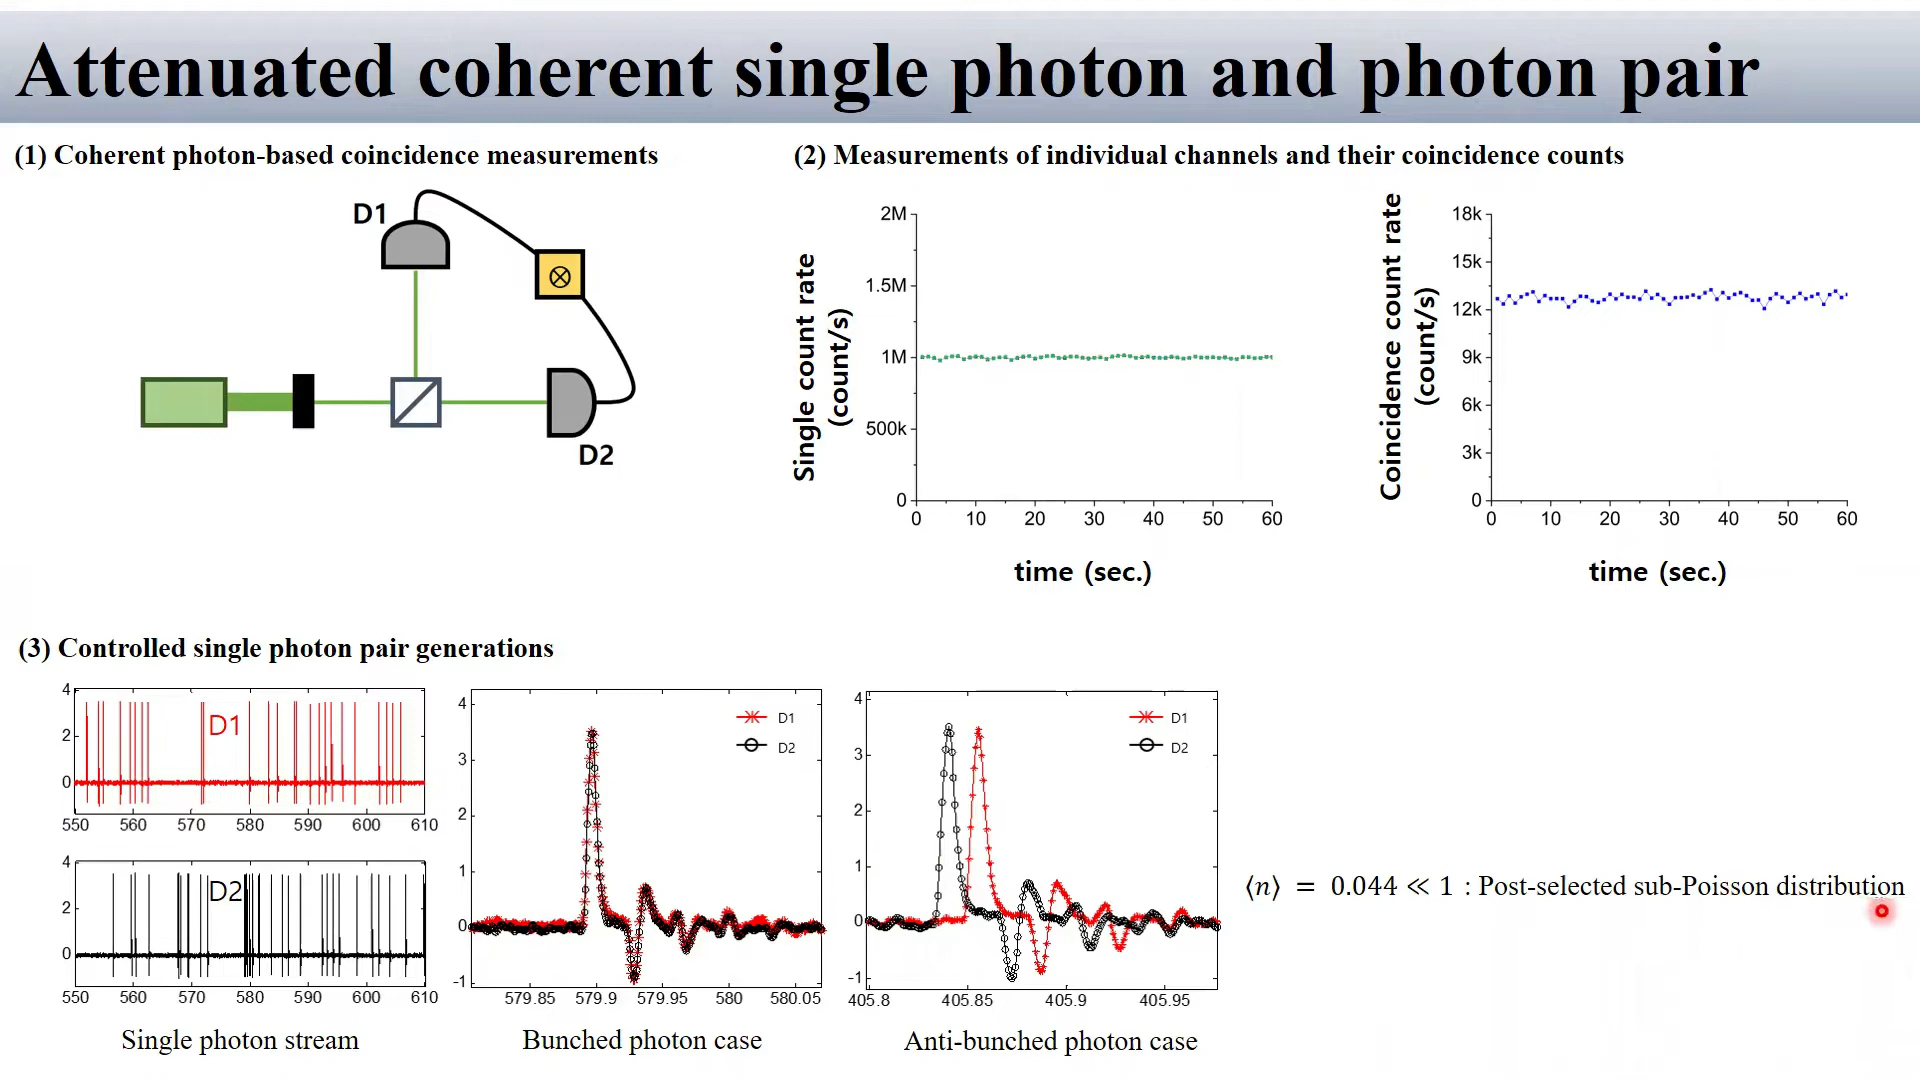 Attenuated coherent single photon and photon pair
(1) Coherent photon-based coincidence measurements
D1
D2
(2) Measurements of individual channels and their coincidence counts
Single count rate
(count/s)
2M
1.5M
1M
500k
0
0 10 20 30 40 50 60
time (sec.)
Coincidence count rate
(count/s)
18k
15k
12k
9k
6k
3k
0
0 10 20 30 40 50 60
time (sec.)
(3) Controlled single photon pair generations
4
2
0
D1
550 560 570 580 590 600 610
4
2
0
D2
550 560 570 580 590 600 610
Single photon stream
4
3
2
1
0
-1
D1
D2
579.85 579.9 579.95 580 580.05
Bunched photon case
4
3
2
1
0
-1
D1
D2
405.8 405.85 405.9 405.95
Anti-bunched photon case
⟨n⟩ = 0.044 ≪ 1 : Post-selected sub-Poisson distribution